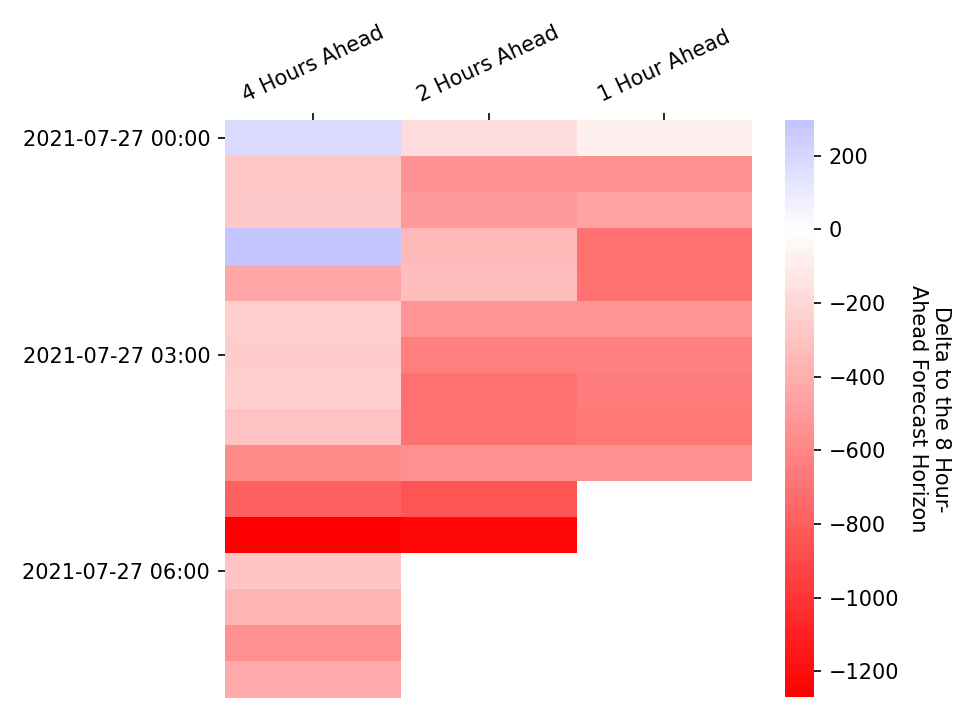 4 Hours Ahead
2 Hours Ahead
1 Hour Ahead
2021-07-27 00:00
2021-07-27 03:00
2021-07-27 06:00
200
0
−200
−400
−600
−800
−1000
−1200
Delta to the 8 Hour-
Ahead Forecast Horizon